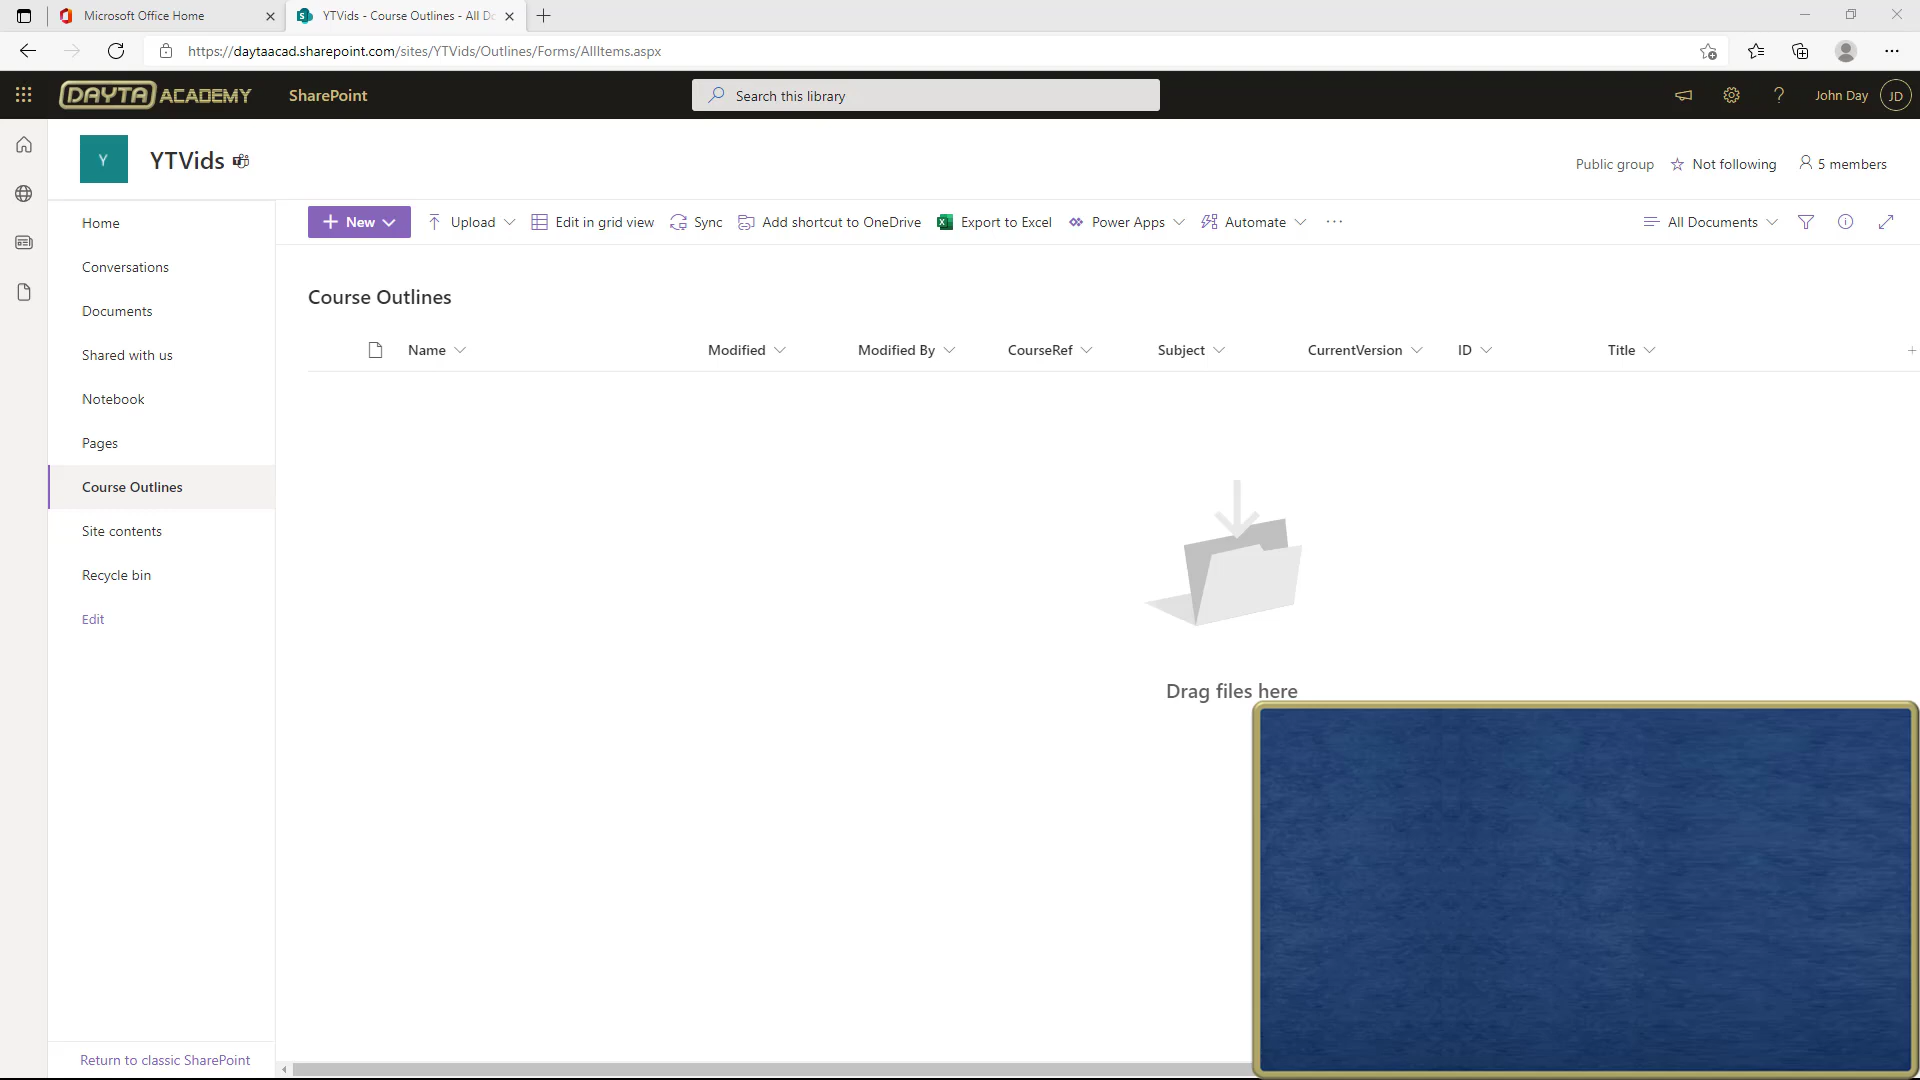 Microsoft Office Home
YTVids - Course Outlines - All Do
https://daytaacad.sharepoint.com/sites/YTVids/Outlines/Forms/AllItems.aspx
DAYTA ACADEMY
SharePoint
Search this library
John Day
JD
Y
YTVids
Public group
Not following
5 members
New
Upload
Edit in grid view
Sync
Add shortcut to OneDrive
Export to Excel
Power Apps
Automate
All Documents
Home
Conversations
Documents
Shared with us
Notebook
Pages
Course Outlines
Site contents
Recycle bin
Edit
Return to classic SharePoint
Course Outlines
Name
Modified
Modified By
CourseRef
Subject
CurrentVersion
ID
Title
Drag files here